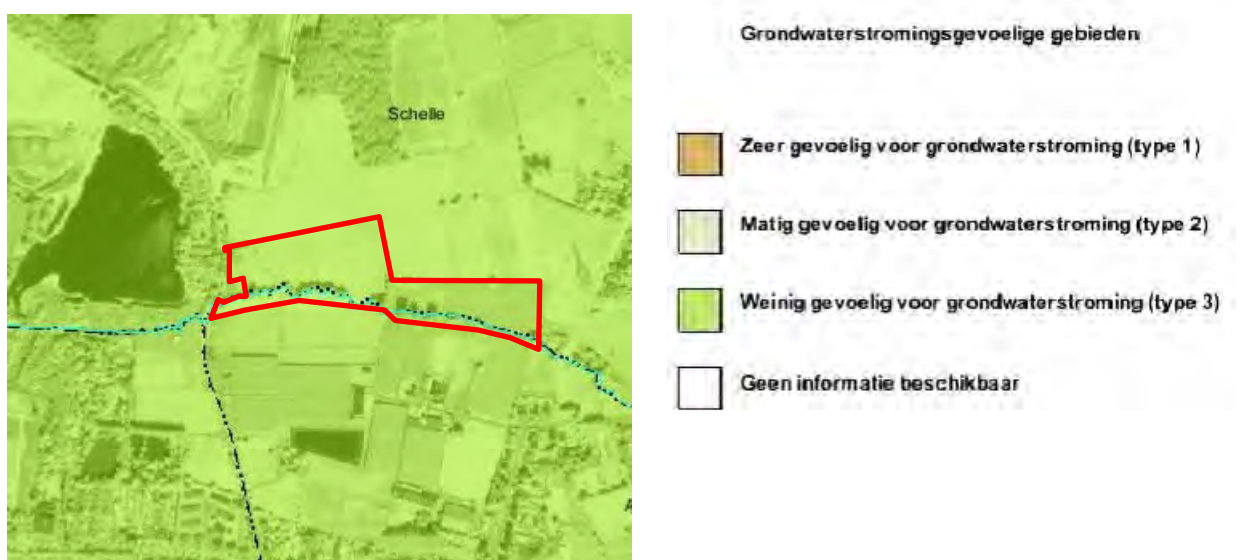 Schelle
Grondwaterstromingsgevoelige gebieden
Zeer gevoelig voor grondwaterstroming (type 1)
Matig gevoelig voor grondwaterstroming (type 2)
Weinig gevoelig voor grondwaterstroming (type 3)
Geen informatie beschikbaar